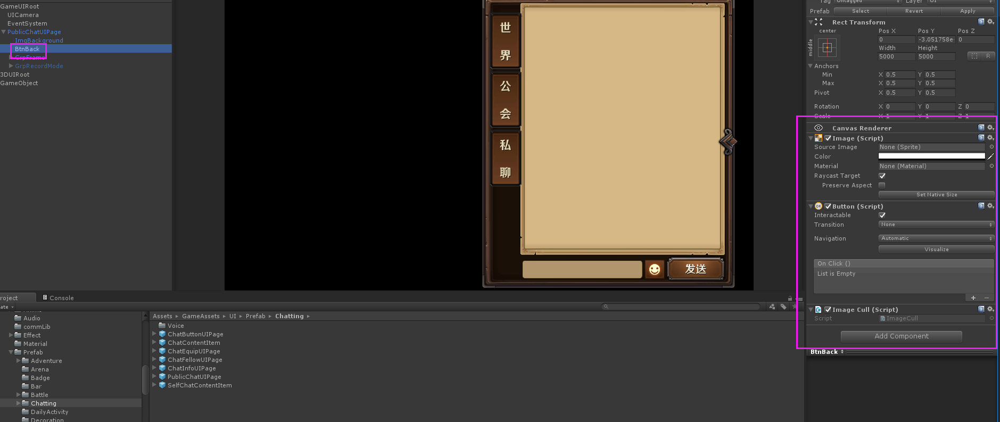 GameUIRoot
UICamera
EventSystem
PublicChatUIPage
ImgBackground
BtnBack
GrpFrame
GrpRecordMode
3DUIRoot
GameObject
世
界
公
会
私
聊
发送
Tag Untagged Layer UI
Prefab Select Revert Apply
Rect Transform
center Pos X Pos Y Pos Z
middle
0 -3.051758e- 0
Width Height
5000 5000 R
Anchors
Min X 0.5 Y 0.5
Max X 0.5 Y 0.5
Pivot X 0.5 Y 0.5
Rotation X 0 Y 0 Z 0
Scale X 1 Y 1 Z 1
Canvas Renderer
Image (Script)
Source Image None (Sprite)
Color
Material None (Material)
Raycast Target
Preserve Aspect
Set Native Size
OK Button (Script)
Interactable
Transition None
Navigation Automatic
Visualize
On Click ()
List is Empty
Image Cull (Script)
Script ImageCull
Add Component
BtnBack
roject Console
ate
Audio
commLib
Effect
Material
Prefab
Adventure
Arena
Badge
Bar
Battle
Chatting
DailyActivity
Decoration
Assets ▸ GameAssets ▸ UI ▸ Prefab ▸ Chatting ▸
Voice
ChatButtonUIPage
ChatContentItem
ChatEquipUIPage
ChatFellowUIPage
ChatInfoUIPage
PublicChatUIPage
SelfChatContentItem